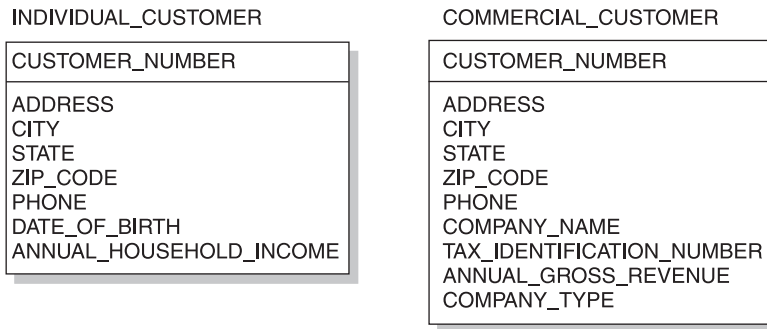 INDIVIDUAL_CUSTOMER
CUSTOMER_NUMBER
ADDRESS
CITY
STATE
ZIP_CODE
PHONE
DATE_OF_BIRTH
ANNUAL_HOUSEHOLD_INCOME
COMMERCIAL_CUSTOMER
CUSTOMER_NUMBER
ADDRESS
CITY
STATE
ZIP_CODE
PHONE
COMPANY_NAME
TAX_IDENTIFICATION_NUMBER
ANNUAL_GROSS_REVENUE
COMPANY_TYPE